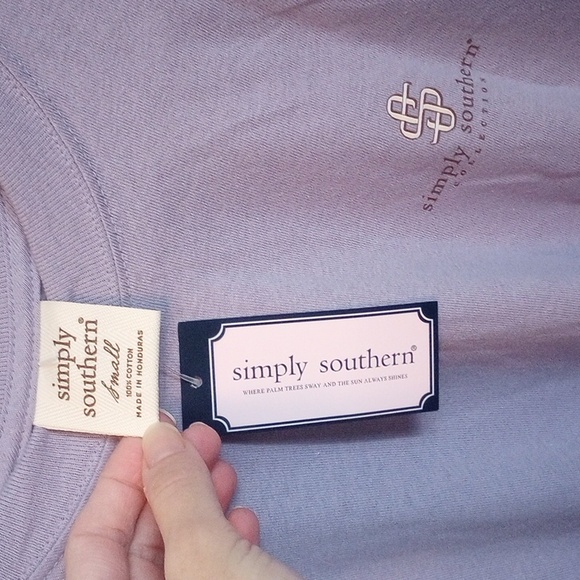 simply southern®
COLLECTION
simply
southern®
Small
100% COTTON
MADE IN HONDURAS
simply southern®
WHERE PALM TREES SWAY AND THE SUN ALWAYS SHINES